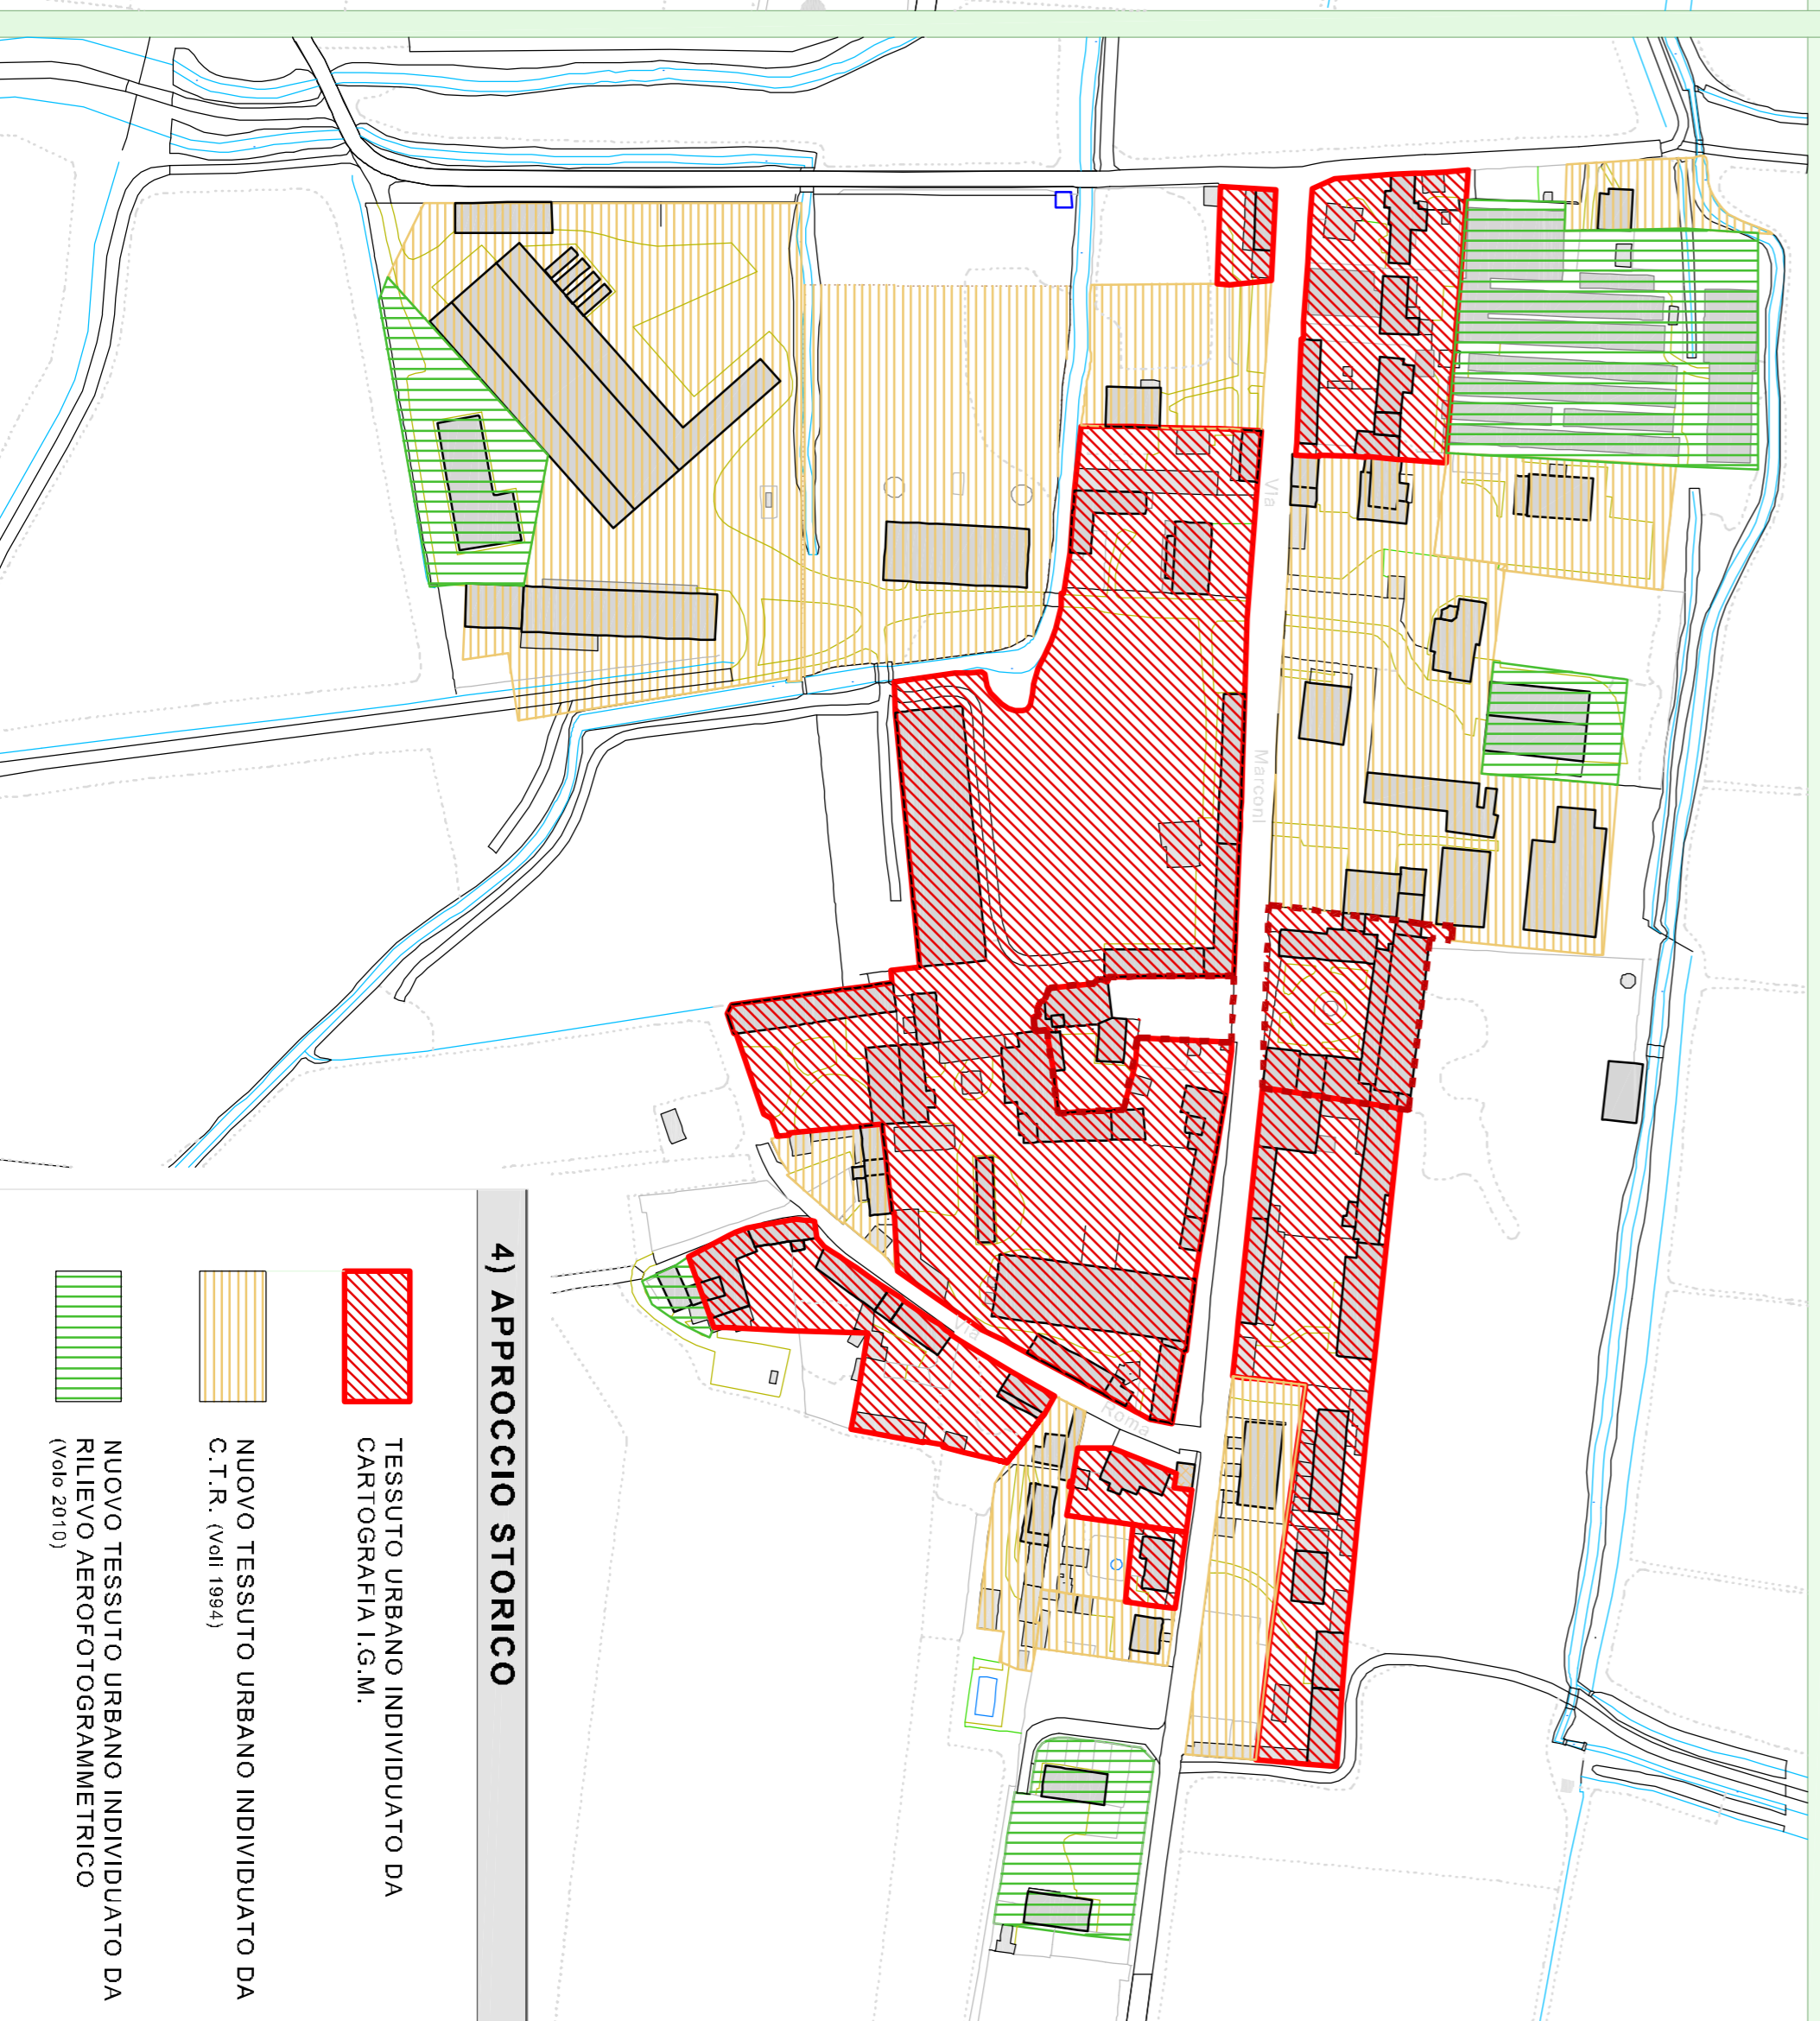 Via
Marconi
Via
Roma
4) APPROCCIO STORICO
TESSUTO URBANO INDIVIDUATO DA
CARTOGRAFIA I.G.M.
NUOVO TESSUTO URBANO INDIVIDUATO DA
C.T.R. (Voli 1994)
NUOVO TESSUTO URBANO INDIVIDUATO DA
RILIEVO AEROFOTOGRAMMETRICO
(Volo 2010)